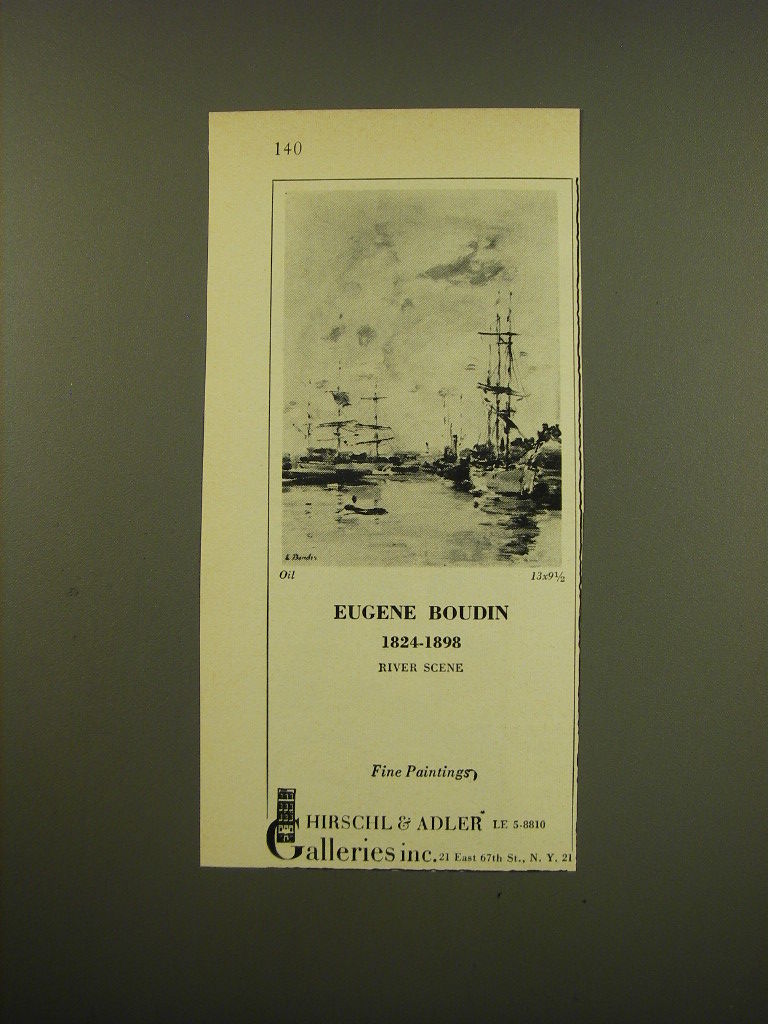 140
E. Boudin
Oil 13x9½
EUGENE BOUDIN
1824-1898
RIVER SCENE
Fine Paintings
HIRSCHL & ADLER LE 5-8810
Galleries inc. 21 East 67th St., N. Y. 21